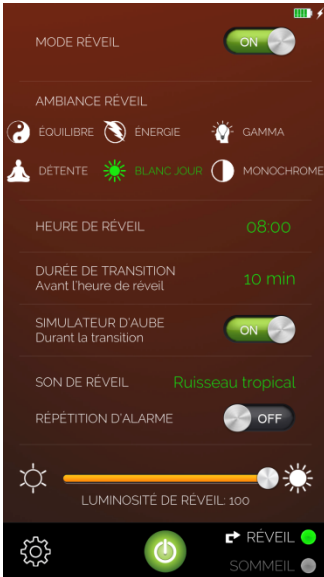 MODE RÉVEIL ON
AMBIANCE RÉVEIL
ÉQUILIBRE ÉNERGIE GAMMA
DÉTENTE BLANC JOUR MONOCHROME
HEURE DE RÉVEIL 08:00
DURÉE DE TRANSITION
Avant l'heure de réveil 10 min
SIMULATEUR D'AUBE
Durant la transition ON
SON DE RÉVEIL Ruisseau tropical
RÉPÉTITION D'ALARME OFF
LUMINOSITÉ DE RÉVEIL: 100
RÉVEIL
SOMMEIL